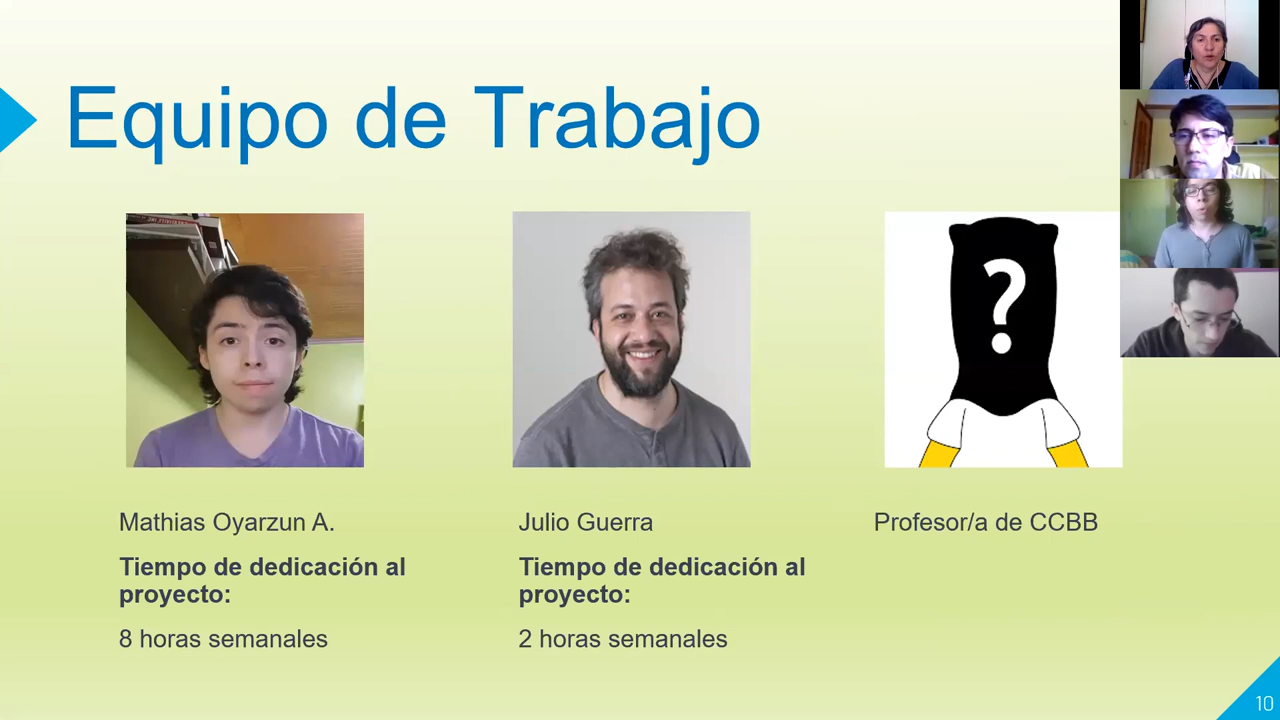 Equipo de Trabajo
?
Mathias Oyarzun A.
Tiempo de dedicación al
proyecto:
8 horas semanales
Julio Guerra
Tiempo de dedicación al
proyecto:
2 horas semanales
Profesor/a de CCBB
10